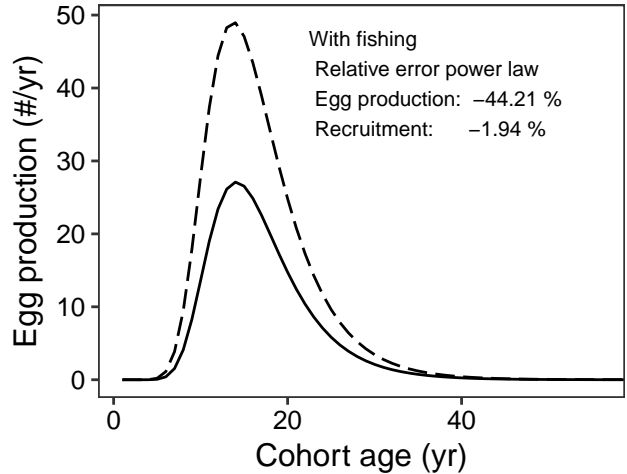 With fishing
Relative error power law
Egg production: −44.21 %
Recruitment: −1.94 %
Egg production (#/yr)
50
40
30
20
10
0
0 20 40
Cohort age (yr)